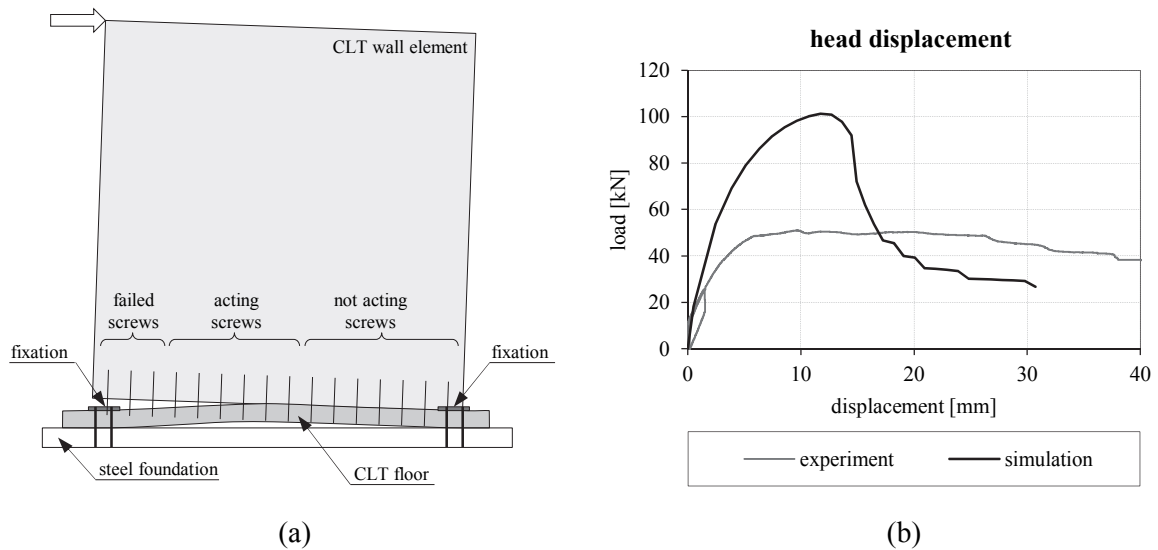 CLT wall element
failed
screws
acting
screws
not acting
screws
fixation
fixation
steel foundation
CLT floor
(a)
head displacement
120
100
80
60
40
20
0
load [kN]
0 10 20 30 40
displacement [mm]
experiment simulation
(b)